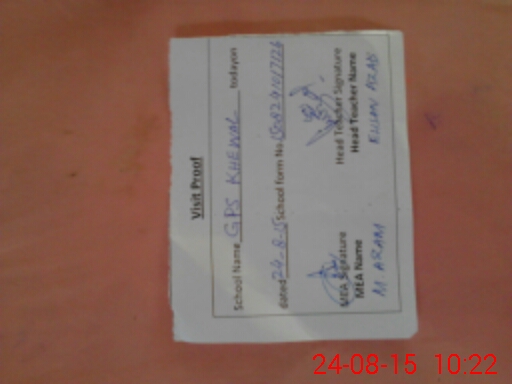 Visit Proof
School Name GPS KHEWAL today on
dated 24-8-15 School form No.
MEA Signature Head Teacher Signature
MEA Name Head Teacher Name
M. AKRAM
24-08-15 10:22